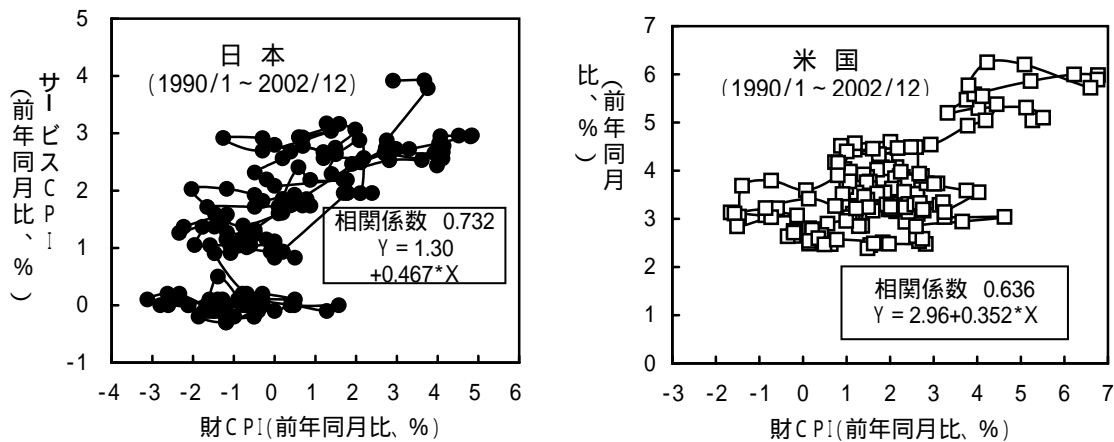 日 本
(1990/1~2002/12)
サービスCPI
(前年同月比、%)
5
4
3
2
1
0
-1
相関係数 0.732
Y = 1.30
+0.467*X
-4 -3 -2 -1 0 1 2 3 4 5 6
財CPI(前年同月比、%)
米 国
(1990/1~2002/12)
(前年同月
比、%)
7
6
5
4
3
2
1
0
相関係数 0.636
Y = 2.96+0.352*X
-3 -2 -1 0 1 2 3 4 5 6 7
財CPI(前年同月比、%)